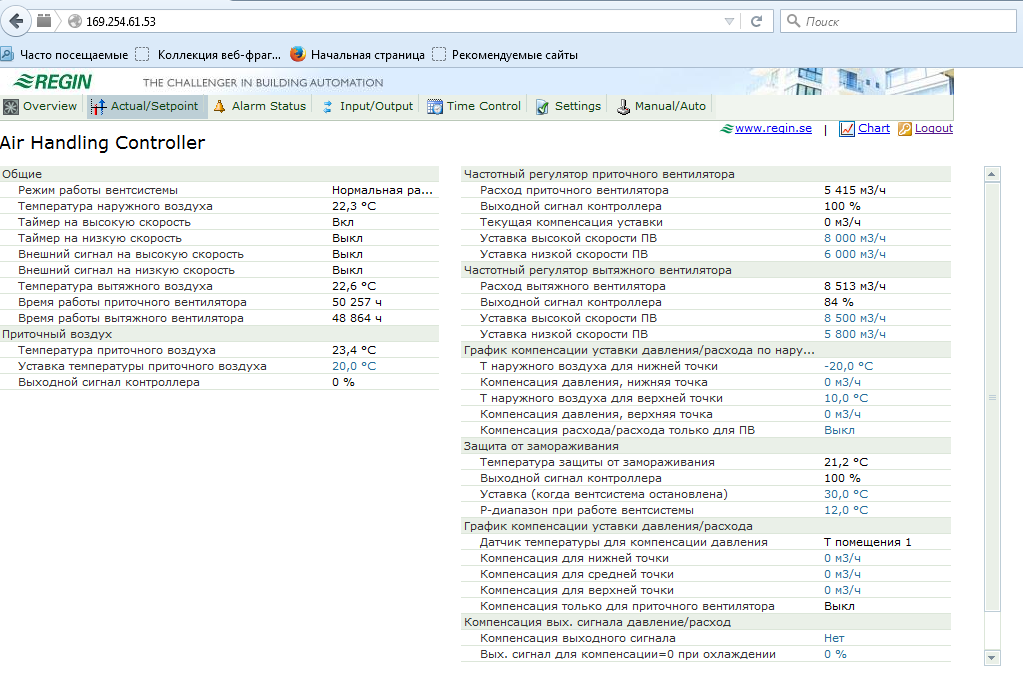 169.254.61.53
Поиск
Часто посещаемые Коллекция веб-фраг... Начальная страница Рекомендуемые сайты
REGIN THE CHALLENGER IN BUILDING AUTOMATION
Overview Actual/Setpoint Alarm Status Input/Output Time Control Settings Manual/Auto
www.regin.se | Chart Logout
Air Handling Controller
Общие
Режим работы вентсистемы Нормальная ра...
Температура наружного воздуха 22,3 °C
Таймер на высокую скорость Вкл
Таймер на низкую скорость Выкл
Внешний сигнал на высокую скорость Выкл
Внешний сигнал на низкую скорость Выкл
Температура вытяжного воздуха 22,6 °C
Время работы приточного вентилятора 50 257 ч
Время работы вытяжного вентилятора 48 864 ч
Приточный воздух
Температура приточного воздуха 23,4 °C
Уставка температуры приточного воздуха 20,0 °C
Выходной сигнал контроллера 0 %
Частотный регулятор приточного вентилятора
Расход приточного вентилятора 5 415 м3/ч
Выходной сигнал контроллера 100 %
Текущая компенсация уставки 0 м3/ч
Уставка высокой скорости ПВ 8 000 м3/ч
Уставка низкой скорости ПВ 6 000 м3/ч
Частотный регулятор вытяжного вентилятора
Расход вытяжного вентилятора 8 513 м3/ч
Выходной сигнал контроллера 84 %
Уставка высокой скорости ПВ 8 500 м3/ч
Уставка низкой скорости ПВ 5 800 м3/ч
График компенсации уставки давления/расхода по нару...
Т наружного воздуха для нижней точки -20,0 °C
Компенсация давления, нижняя точка 0 м3/ч
Т наружного воздуха для верхней точки 10,0 °C
Компенсация давления, верхняя точка 0 м3/ч
Компенсация расхода/расхода только для ПВ Выкл
Защита от замораживания
Температура защиты от замораживания 21,2 °C
Выходной сигнал контроллера 100 %
Уставка (когда вентсистема остановлена) 30,0 °C
P-диапазон при работе вентсистемы 12,0 °C
График компенсации уставки давления/расхода
Датчик температуры для компенсации давления Т помещения 1
Компенсация для нижней точки 0 м3/ч
Компенсация для средней точки 0 м3/ч
Компенсация для верхней точки 0 м3/ч
Компенсация только для приточного вентилятора Выкл
Компенсация вых. сигнала давление/расход
Компенсация выходного сигнала Нет
Вых. сигнал для компенсации=0 при охлаждении 0 %